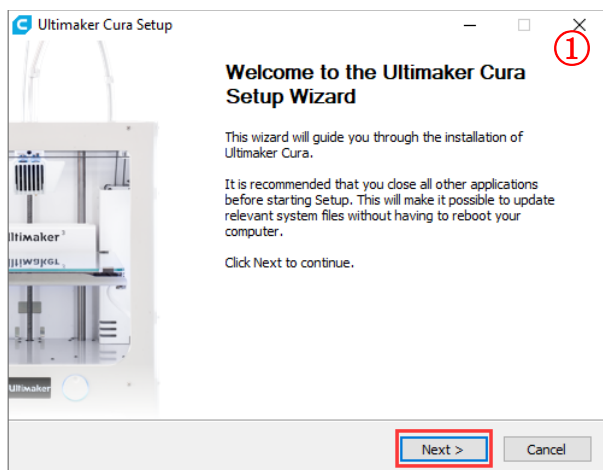 Ultimaker Cura Setup
①
Welcome to the Ultimaker Cura
Setup Wizard
This wizard will guide you through the installation of
Ultimaker Cura.
It is recommended that you close all other applications
before starting Setup. This will make it possible to update
relevant system files without having to reboot your
computer.
Click Next to continue.
ltimaker 3
Ultimaker
Next >
Cancel